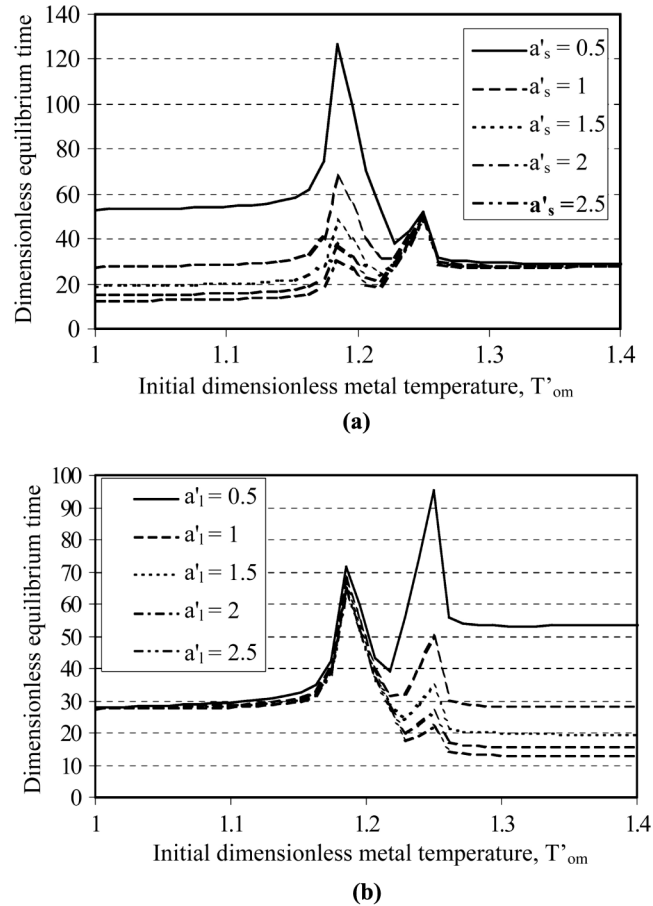 140
120
100
80
60
40
20
0
Dimensionless equilibrium time
a's = 0.5
a's = 1
a's = 1.5
a's = 2
a's = 2.5
1 1.1 1.2 1.3 1.4
Initial dimensionless metal temperature, T'om
(a)
100
90
80
70
60
50
40
30
20
10
0
Dimensionless equilibrium time
a'l = 0.5
a'l = 1
a'l = 1.5
a'l = 2
a'l = 2.5
1 1.1 1.2 1.3 1.4
Initial dimensionless metal temperature, T'om
(b)